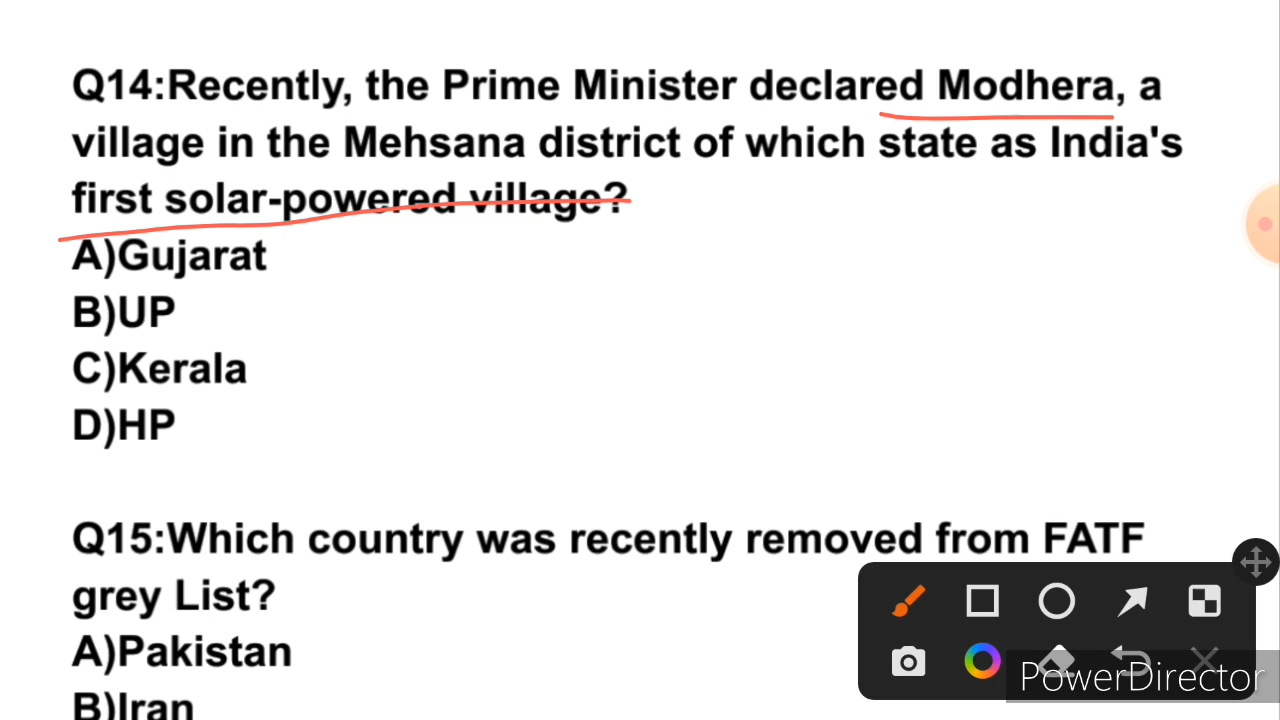 Q14:Recently, the Prime Minister declared Modhera, a
village in the Mehsana district of which state as India's
first solar-powered village?
A)Gujarat
B)UP
C)Kerala
D)HP
Q15:Which country was recently removed from FATF
grey List?
A)Pakistan
B)Iran
PowerDirector